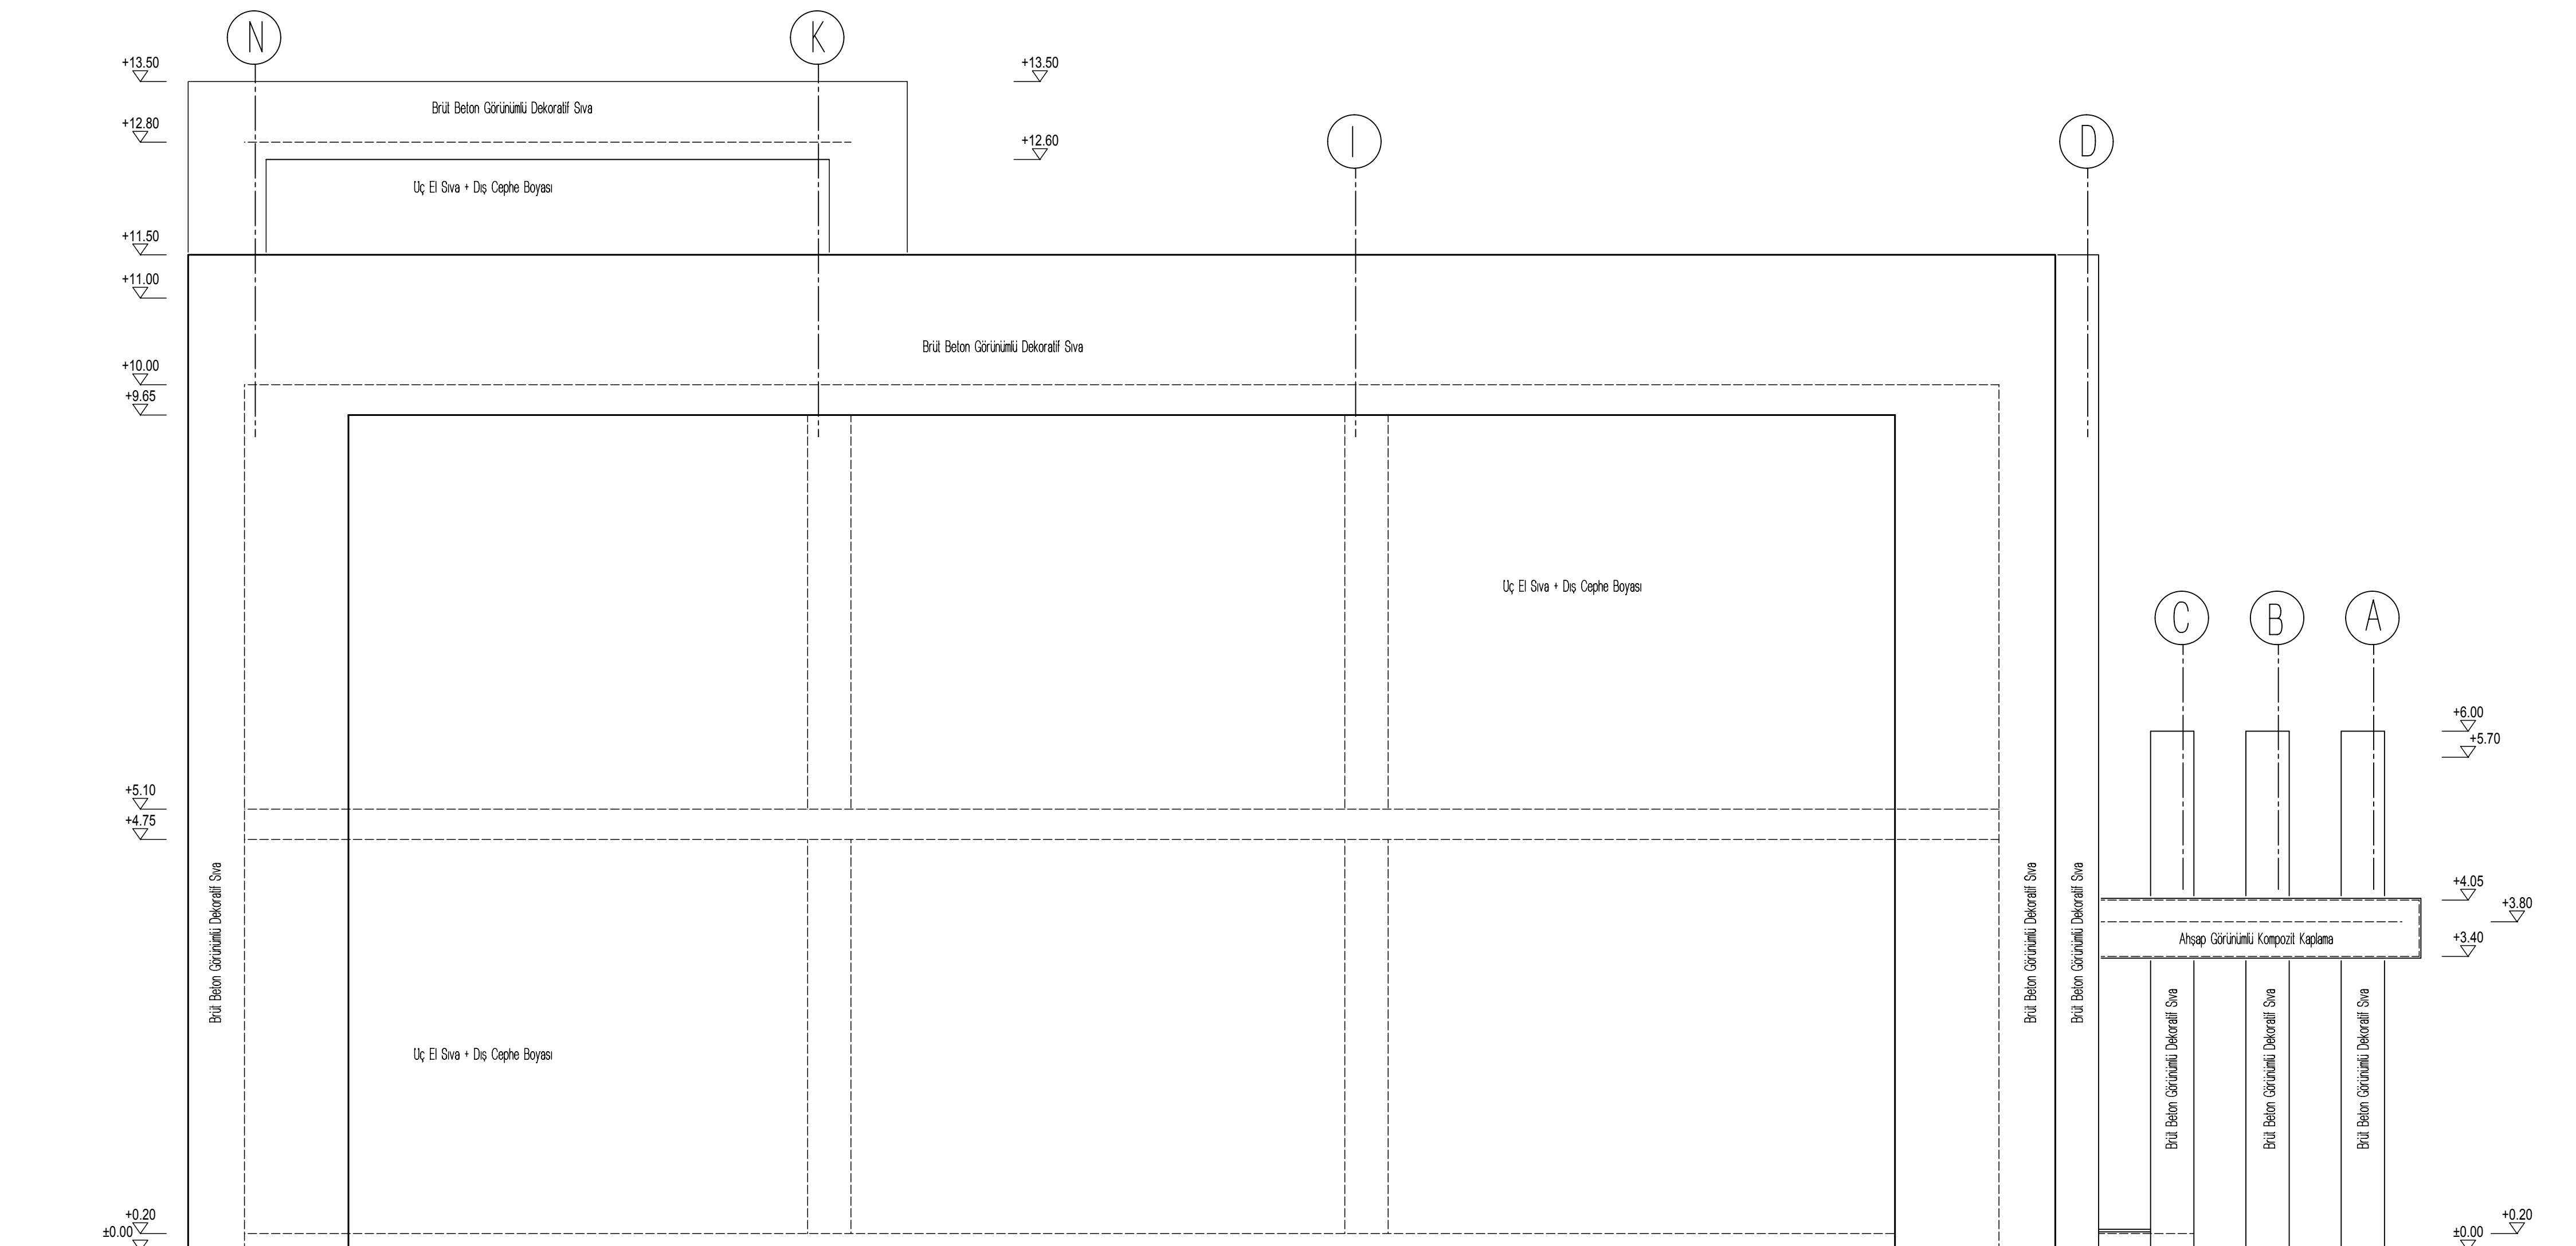 N
K
+13.50
+13.50
Brüt Beton Görünümlü Dekoratif Sıva
+12.80
+12.60
I
D
Üç El Sıva + Dış Cephe Boyası
+11.50
+11.00
Brüt Beton Görünümlü Dekoratif Sıva
+10.00
+9.65
Üç El Sıva + Dış Cephe Boyası
C
B
A
+6.00
+5.70
+5.10
+4.75
+4.05
+3.80
Ahşap Görünümlü Kompozit Kaplama
+3.40
Brüt Beton Görünümlü Dekoratif Sıva
Brüt Beton Görünümlü Dekoratif Sıva
Brüt Beton Görünümlü Dekoratif Sıva
Brüt Beton Görünümlü Dekoratif Sıva
Brüt Beton Görünümlü Dekoratif Sıva
Brüt Beton Görünümlü Dekoratif Sıva
Üç El Sıva + Dış Cephe Boyası
+0.20
±0.00
+0.20
±0.00